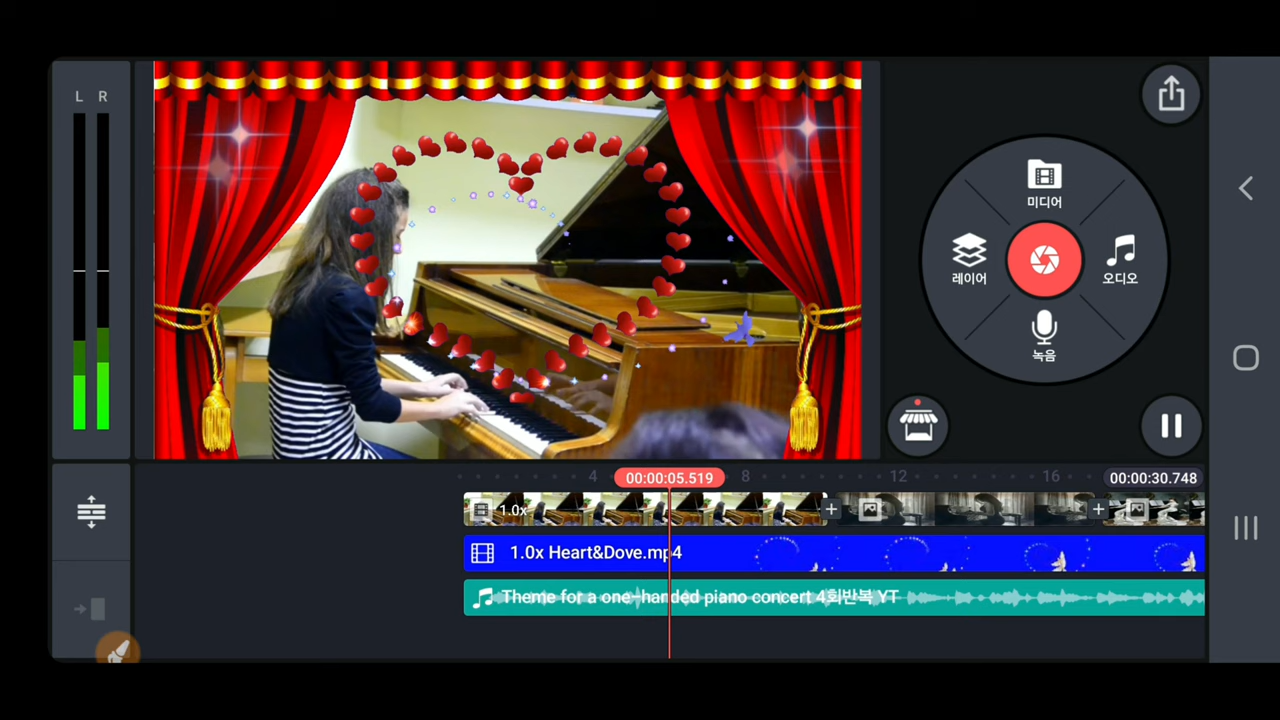 L R
미디어
레이어
오디오
녹음
4
00:00:05.519
8
12
16
00:00:30.748
1.0x
1.0x Heart&Dove.mp4
Theme for a one-handed piano concert 4회반복 YT